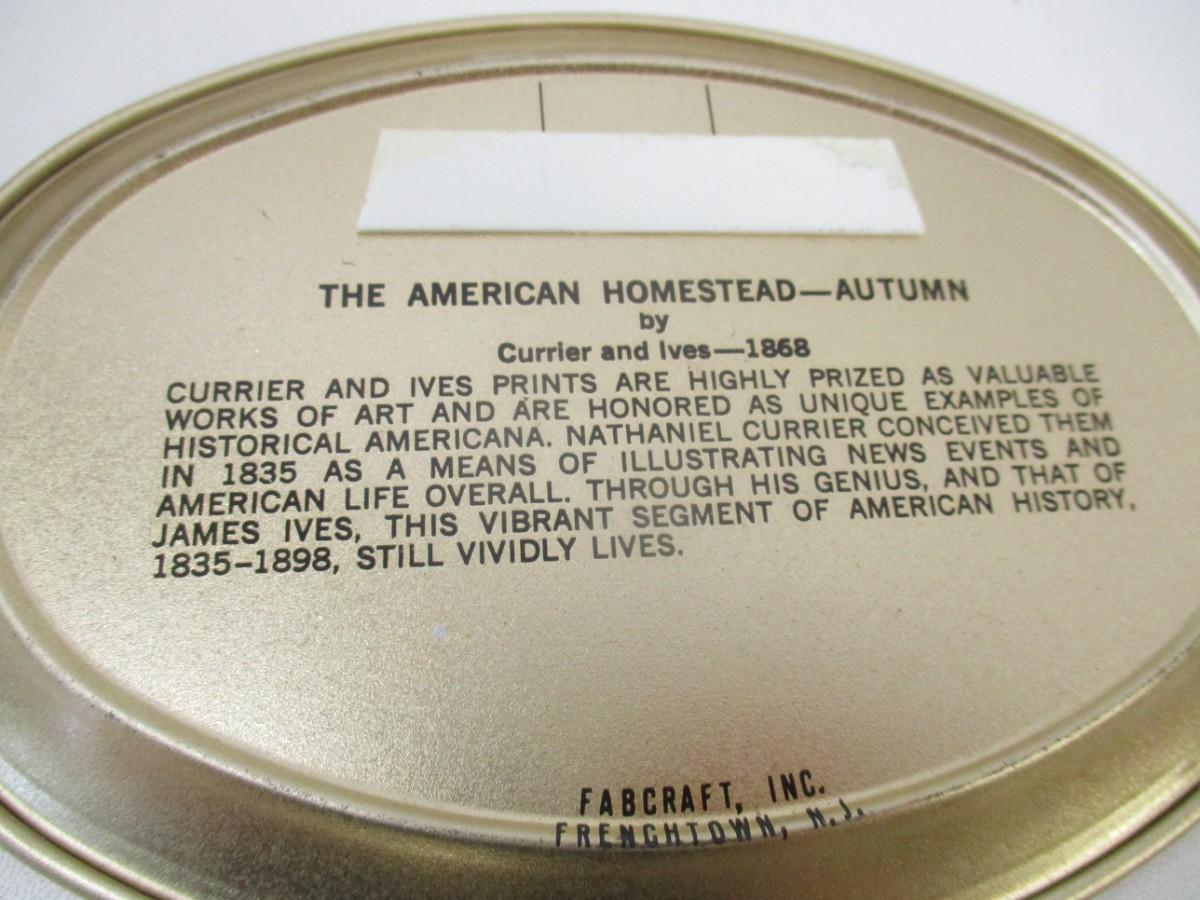 THE AMERICAN HOMESTEAD—AUTUMN
by
Currier and Ives—1868
CURRIER AND IVES PRINTS ARE HIGHLY PRIZED AS VALUABLE
WORKS OF ART AND ARE HONORED AS UNIQUE EXAMPLES OF
HISTORICAL AMERICANA. NATHANIEL CURRIER CONCEIVED THEM
IN 1835 AS A MEANS OF ILLUSTRATING NEWS EVENTS AND
AMERICAN LIFE OVERALL. THROUGH HIS GENIUS, AND THAT OF
JAMES IVES, THIS VIBRANT SEGMENT OF AMERICAN HISTORY,
1835–1898, STILL VIVIDLY LIVES.
FABCRAFT, INC.
FRENCHTOWN, N.J.